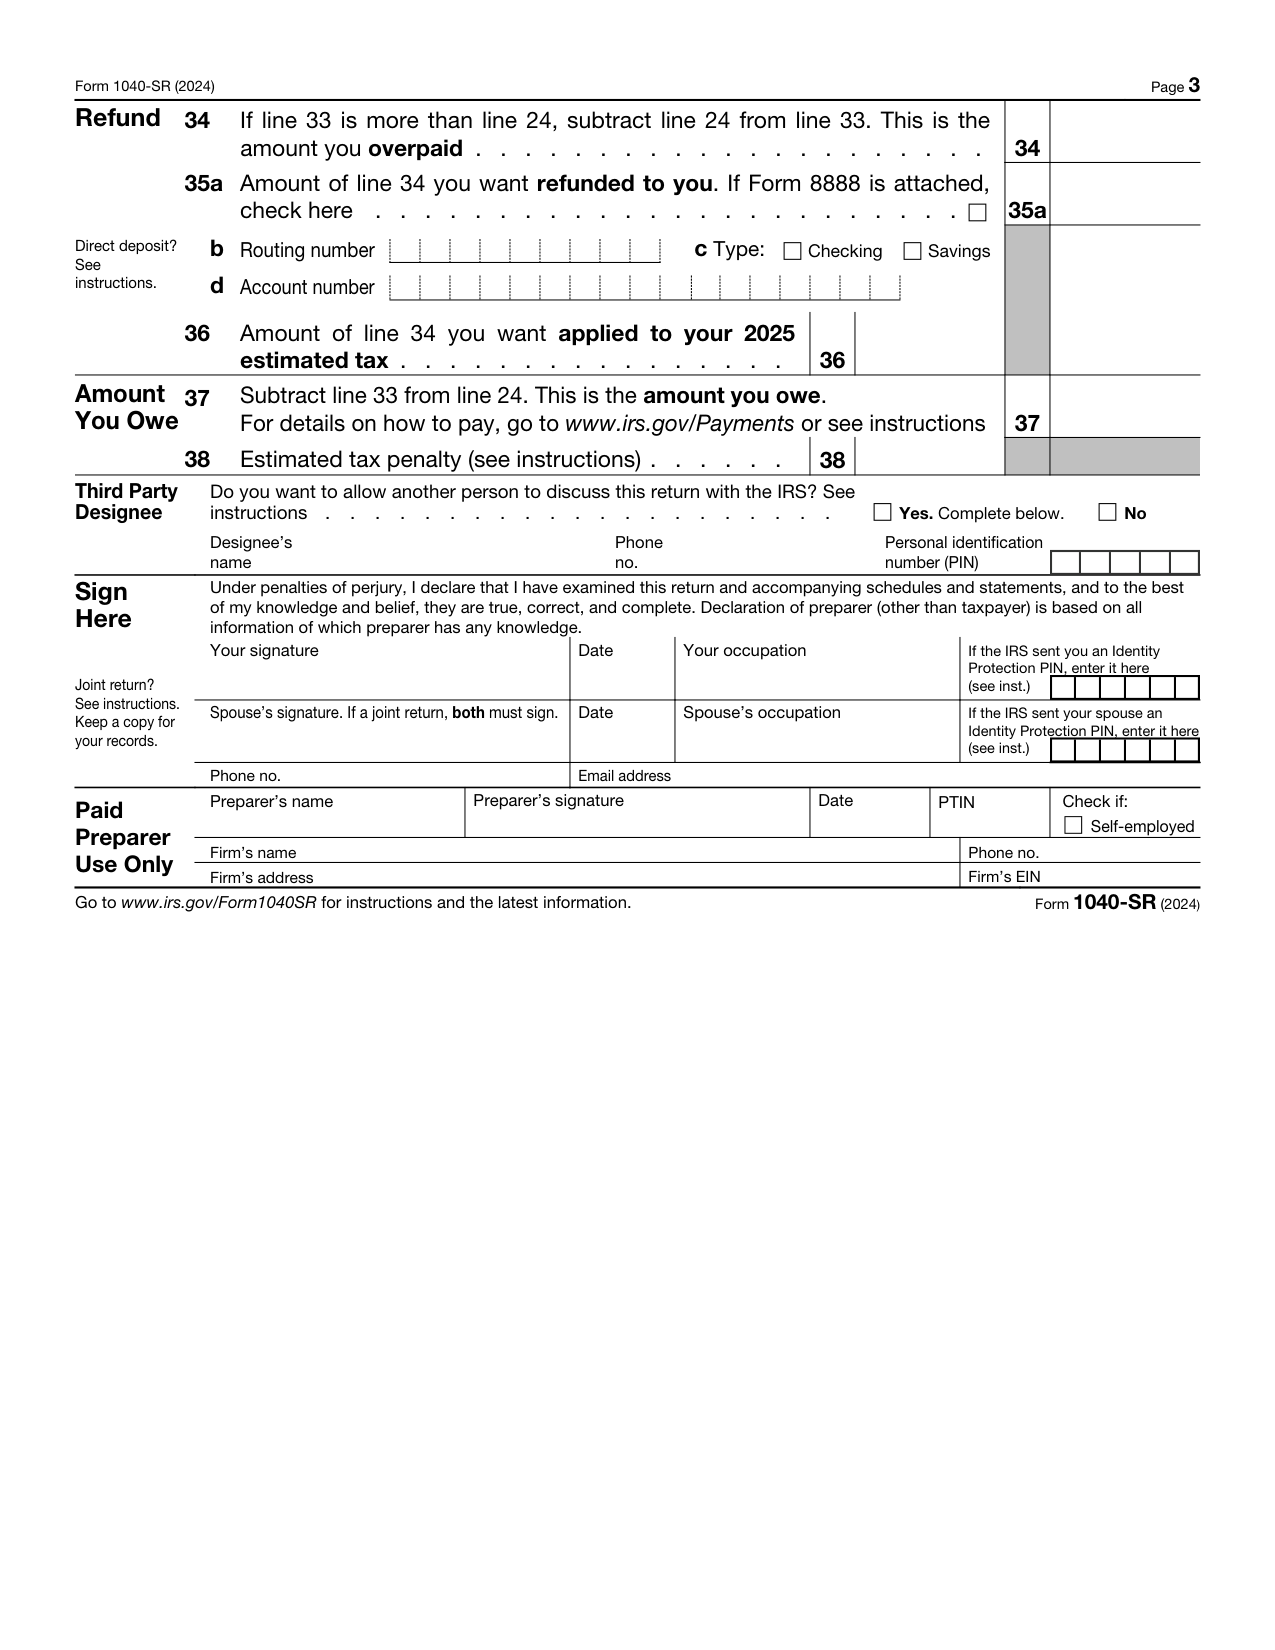 Form 1040-SR (2024) Page 3
Refund 34 If line 33 is more than line 24, subtract line 24 from line 33. This is the
amount you overpaid . . . . . . . . . . . . . . . . . . . . . 34
35a Amount of line 34 you want refunded to you. If Form 8888 is attached,
check here . . . . . . . . . . . . . . . . . . . . . . . . 35a
Direct deposit?
See
instructions.
b Routing number c Type: Checking Savings
d Account number
36 Amount of line 34 you want applied to your 2025
estimated tax . . . . . . . . . . . . . . . . 36
Amount
You Owe
37 Subtract line 33 from line 24. This is the amount you owe.
For details on how to pay, go to www.irs.gov/Payments or see instructions 37
38 Estimated tax penalty (see instructions) . . . . . . 38
Third Party
Designee
Do you want to allow another person to discuss this return with the IRS? See
instructions . . . . . . . . . . . . . . . . . . . . . Yes. Complete below. No
Designee’s
name
Phone
no.
Personal identification
number (PIN)
Sign
Here
Under penalties of perjury, I declare that I have examined this return and accompanying schedules and statements, and to the best
of my knowledge and belief, they are true, correct, and complete. Declaration of preparer (other than taxpayer) is based on all
information of which preparer has any knowledge.
Joint return?
See instructions.
Keep a copy for
your records.
Your signature Date Your occupation
If the IRS sent you an Identity
Protection PIN, enter it here
(see inst.)
Spouse’s signature. If a joint return, both must sign. Date Spouse’s occupation
If the IRS sent your spouse an
Identity Protection PIN, enter it here
(see inst.)
Phone no. Email address
Paid
Preparer
Use Only
Preparer’s name Preparer’s signature Date PTIN Check if:
Self-employed
Firm’s name Phone no.
Firm’s address Firm’s EIN
Go to www.irs.gov/Form1040SR for instructions and the latest information. Form 1040-SR (2024)